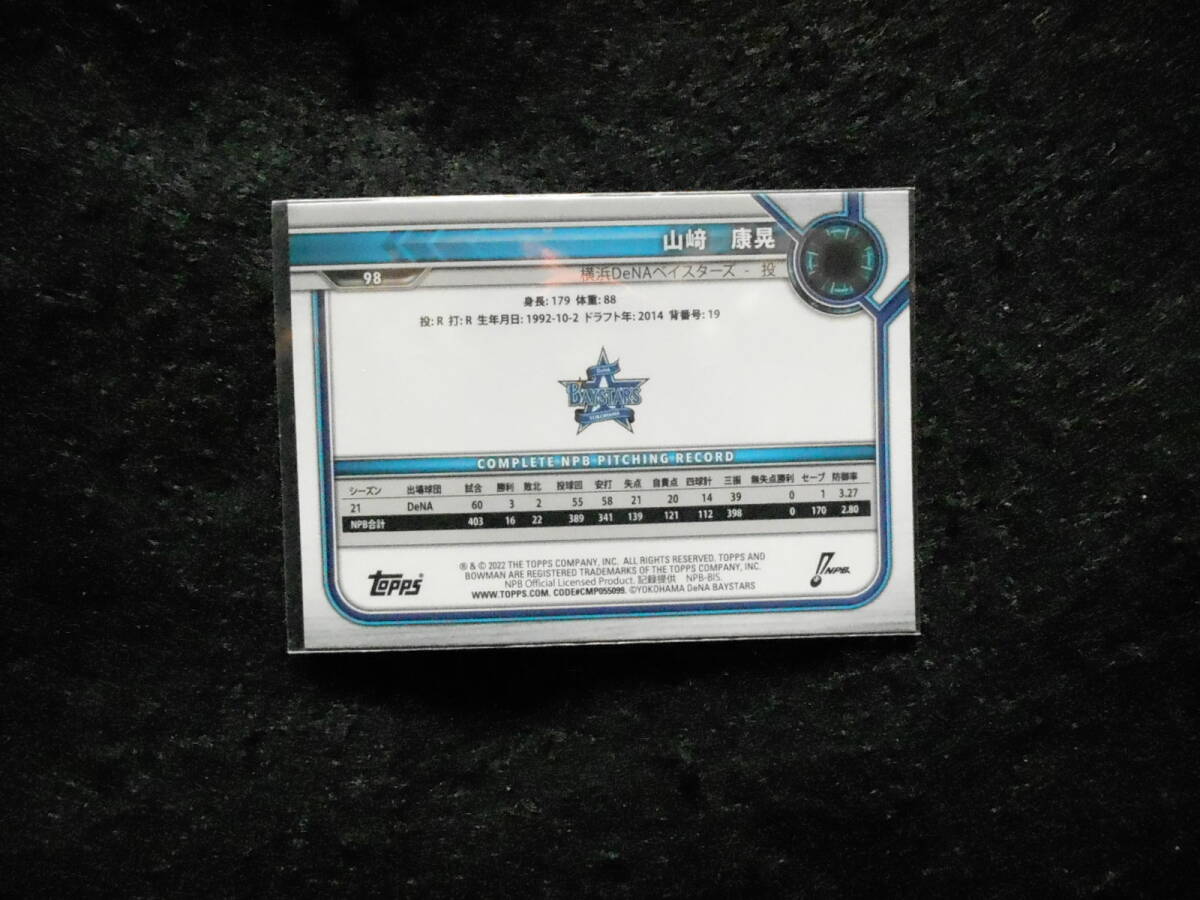 山﨑　康晃
98
横浜DeNAベイスターズ - 投
身長: 179 体重: 88
投: R 打: R 生年月日: 1992-10-2 ドラフト年: 2014 背番号: 19
DeNA
BAYSTARS
YOKOHAMA
COMPLETE NPB PITCHING RECORD
シーズン 出場球団 試合 勝利 敗北 投球回 安打 失点 自責点 四球計 三振 無失点勝利 セーブ 防御率
21 DeNA 60 3 2 55 58 21 20 14 39 0 1 3.27
NPB合計 403 16 22 389 341 139 121 112 398 0 170 2.80
® & © 2022 THE TOPPS COMPANY, INC. ALL RIGHTS RESERVED. TOPPS AND
BOWMAN ARE REGISTERED TRADEMARKS OF THE TOPPS COMPANY, INC.
NPB Official Licensed Product. 記録提供 NPB-BIS.
WWW.TOPPS.COM. CODE#CMP055099. ©YOKOHAMA DeNA BAYSTARS
TOPPS®
NPB.